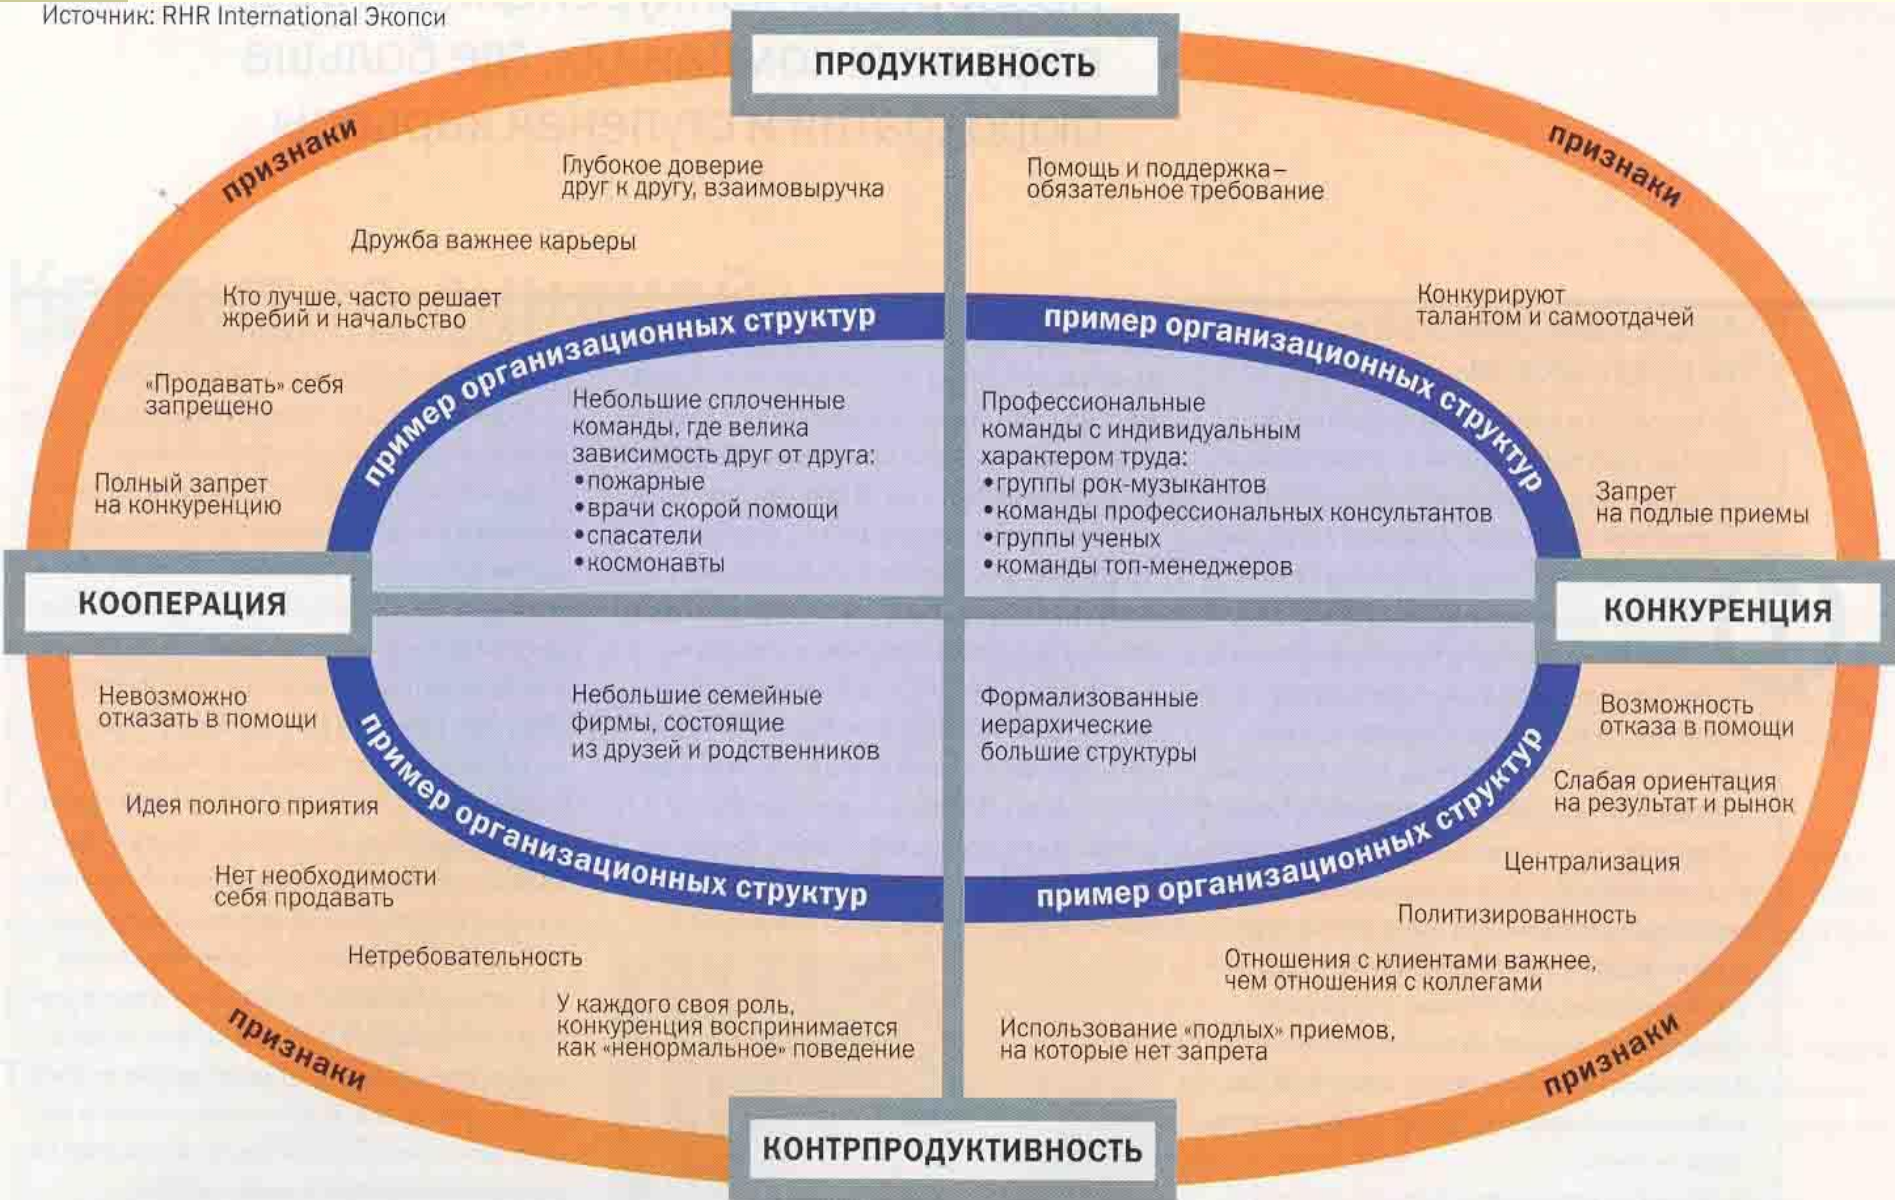 Источник: RHR International Экопси
ПРОДУКТИВНОСТЬ
признаки
признаки
Глубокое доверие
друг к другу, взаимовыручка
Дружба важнее карьеры
Кто лучше, часто решает
жребий и начальство
«Продавать» себя
запрещено
Полный запрет
на конкуренцию
Помощь и поддержка–
обязательное требование
Конкурируют
талантом и самоотдачей
Запрет
на подлые приемы
пример организационных структур
Небольшие сплоченные
команды, где велика
зависимость друг от друга:
•пожарные
•врачи скорой помощи
•спасатели
•космонавты
пример организационных структур
Профессиональные
команды с индивидуальным
характером труда:
•группы рок-музыкантов
•команды профессиональных консультантов
•группы ученых
•команды топ-менеджеров
КООПЕРАЦИЯ
КОНКУРЕНЦИЯ
Невозможно
отказать в помощи
Идея полного приятия
Нет необходимости
себя продавать
Нетребовательность
У каждого своя роль,
конкуренция воспринимается
как «ненормальное» поведение
Небольшие семейные
фирмы, состоящие
из друзей и родственников
пример организационных структур
Формализованные
иерархические
большие структуры
пример организационных структур
Возможность
отказа в помощи
Слабая ориентация
на результат и рынок
Централизация
Политизированность
Отношения с клиентами важнее,
чем отношения с коллегами
Использование «подлых» приемов,
на которые нет запрета
признаки
признаки
КОНТРПРОДУКТИВНОСТЬ